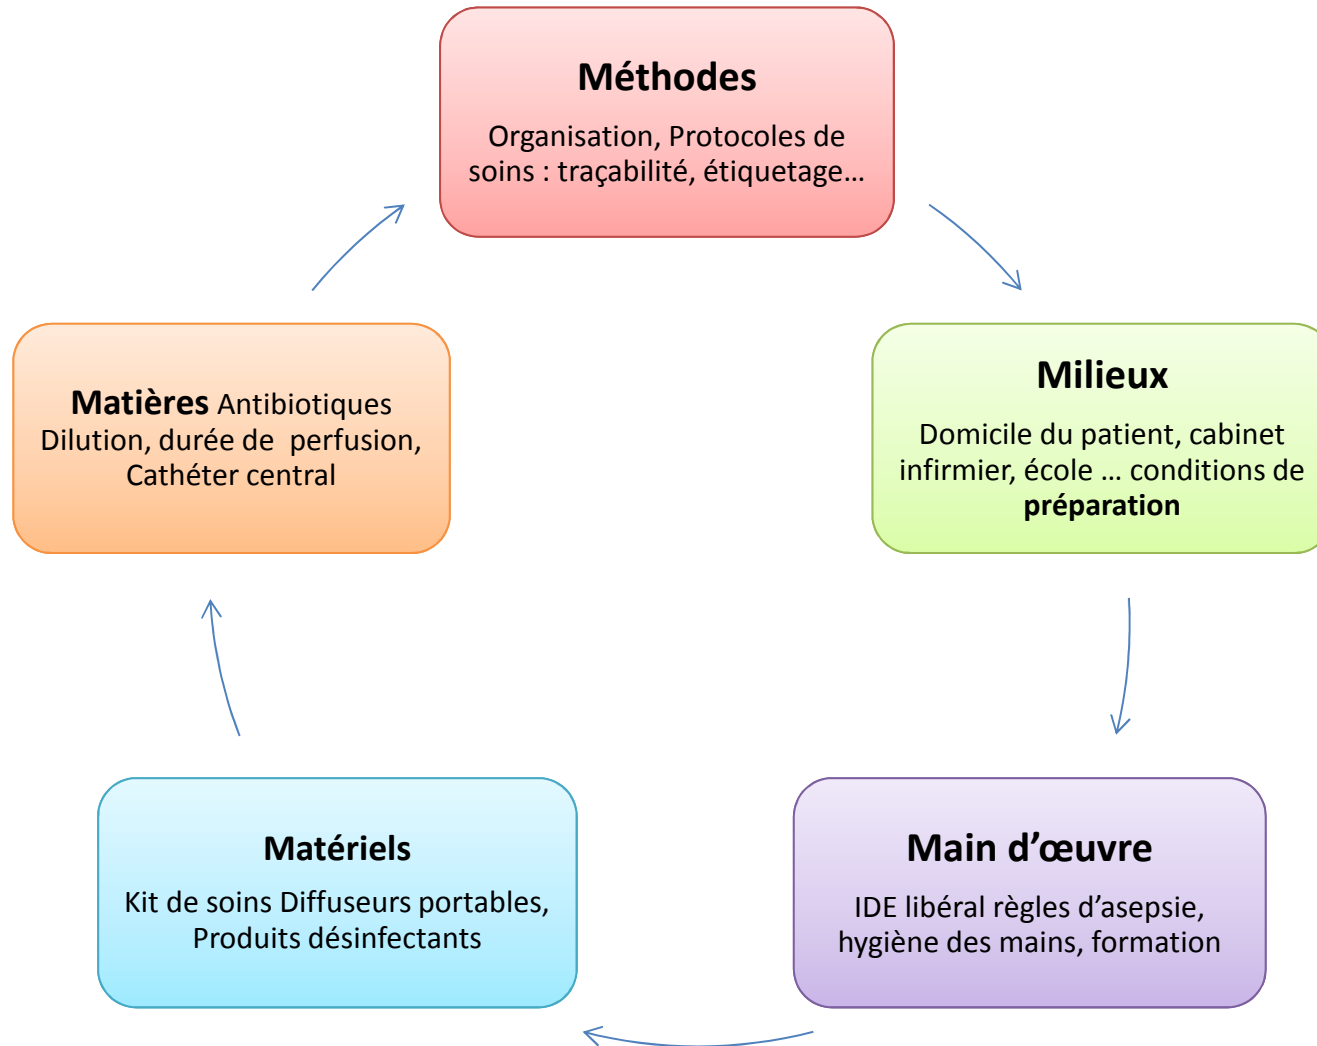 Méthodes
Organisation, Protocoles de
soins : traçabilité, étiquetage…
Milieux
Domicile du patient, cabinet
infirmier, école … conditions de
préparation
Main d’œuvre
IDE libéral règles d’asepsie,
hygiène des mains, formation
Matériels
Kit de soins Diffuseurs portables,
Produits désinfectants
Matières Antibiotiques
Dilution, durée de perfusion,
Cathéter central